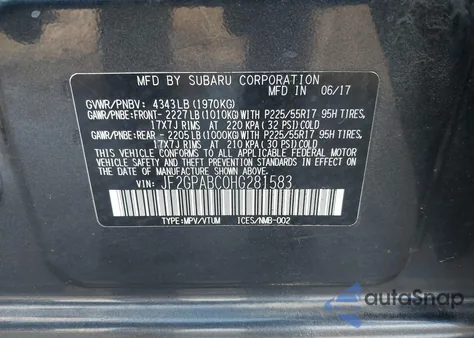 MFD BY SUBARU CORPORATION
MFD IN 06/17
GVWR/PNBV: 4343LB (1970KG)
GAWR/PNBE:FRONT- 2227LB (1010KG) WITH P225/55R17 95H TIRES,
17X7J RIMS AT 220 KPA (32 PSI) COLD
GAWR/PNBE:REAR - 2205LB (1000KG) WITH P225/55R17 95H TIRES,
17X7J RIMS AT 210 KPA (30 PSI) COLD
THIS VEHICLE CONFORMS TO ALL APPLICABLE FEDERAL MOTOR
VEHICLE SAFETY AND THEFT PREVENTION STANDARDS IN EFFECT
ON THE DATE OF MANUFACTURE SHOWN ABOVE.
VIN: JF2GPABC0HG281583
TYPE:MPV/VTUM ICES/NMB-002
autoSnap